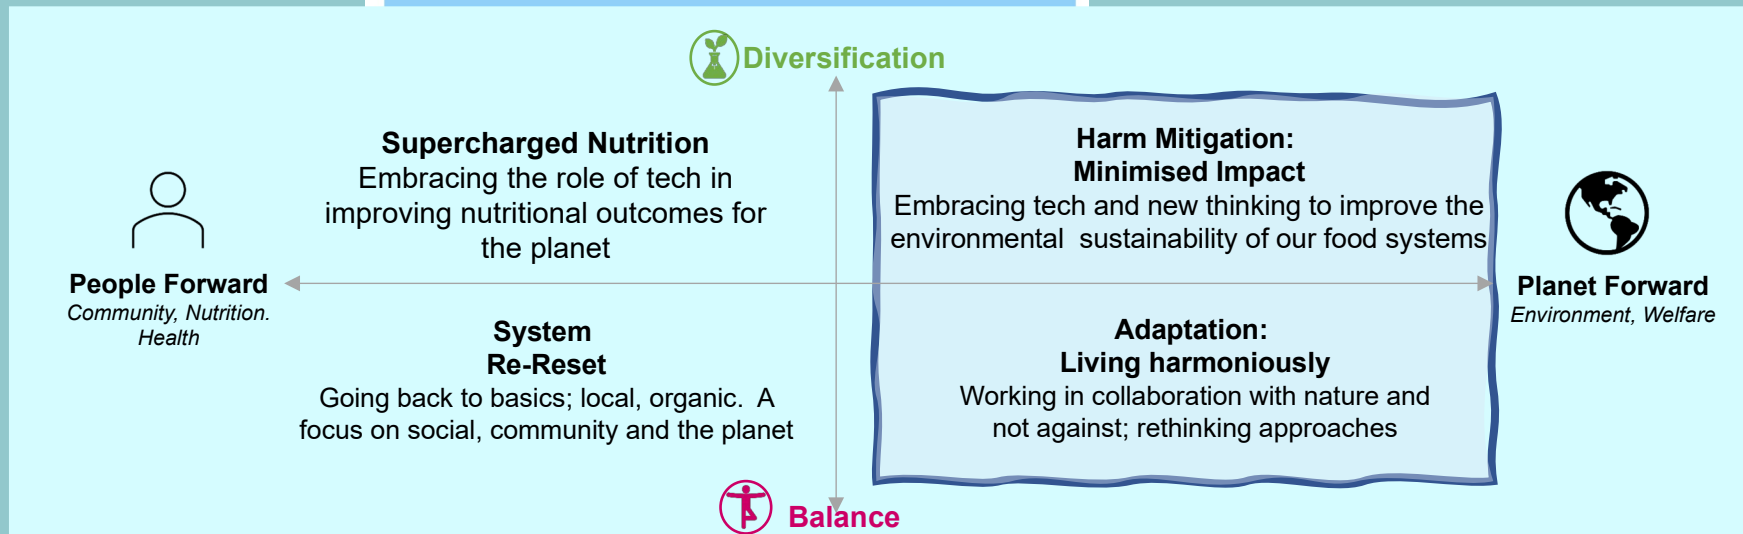 Diversification
Supercharged Nutrition
Embracing the role of tech in
improving nutritional outcomes for
the planet
Harm Mitigation:
Minimised Impact
Embracing tech and new thinking to improve the
environmental sustainability of our food systems
People Forward
Community, Nutrition.
Health
Planet Forward
Environment, Welfare
System
Re-Reset
Going back to basics; local, organic. A
focus on social, community and the planet
Adaptation:
Living harmoniously
Working in collaboration with nature and
not against; rethinking approaches
Balance